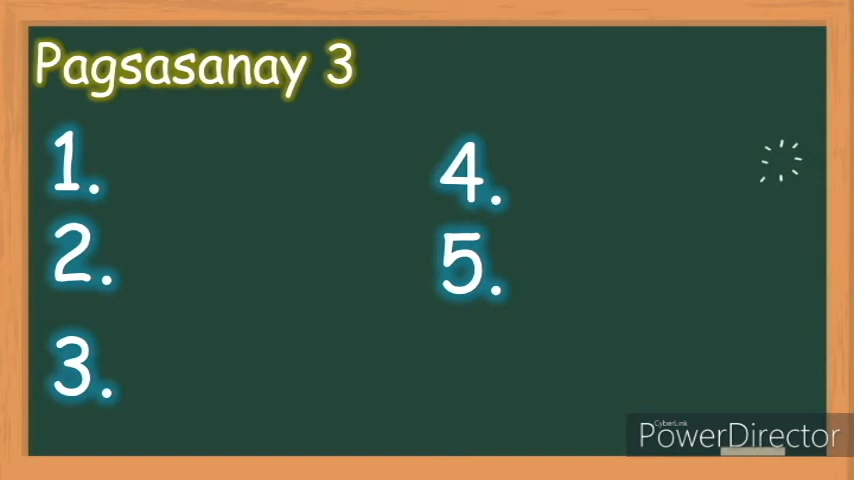 Pagsasanay 3
1.
2.
3.
4.
5.
CyberLink
PowerDirector